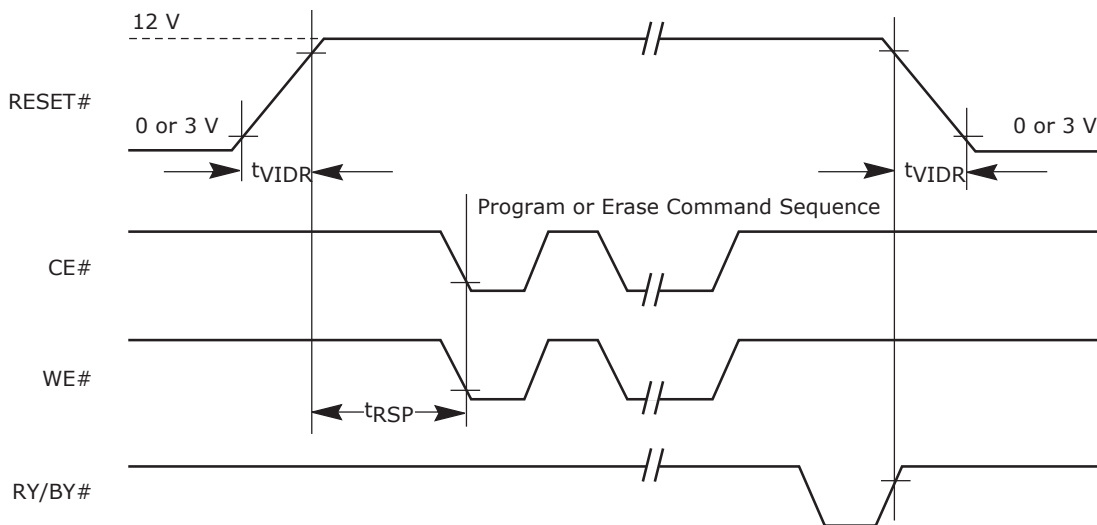 12 V
RESET#
0 or 3 V
0 or 3 V
tVIDR
tVIDR
Program or Erase Command Sequence
CE#
WE#
tRSP
RY/BY#